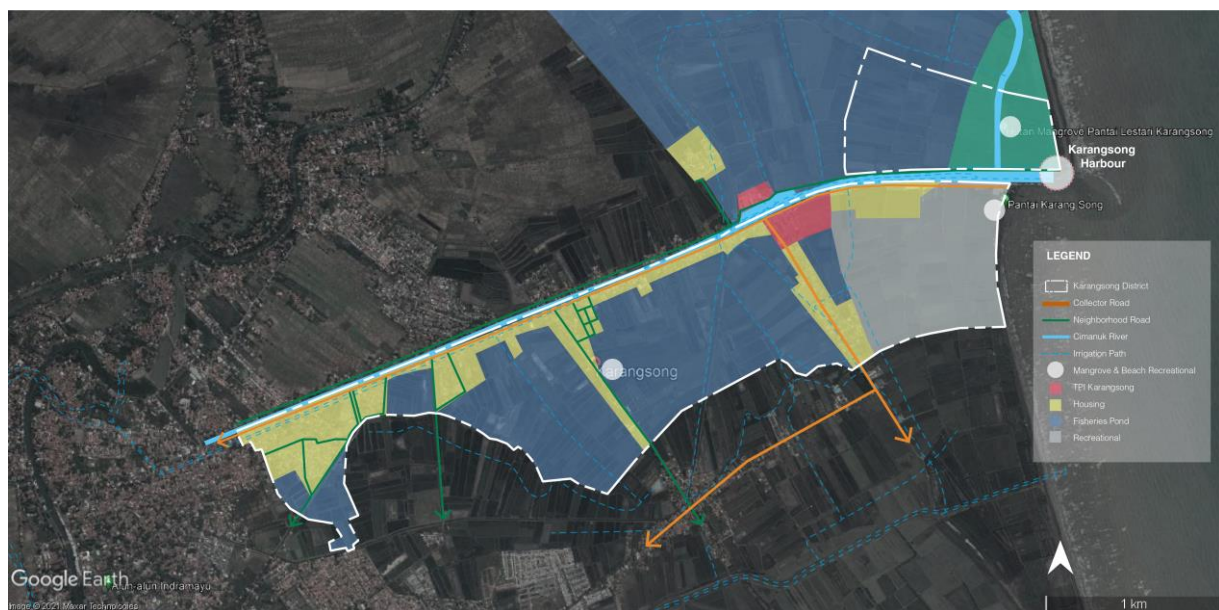 Mangrove Pantai Lestari Karangsong
Karangsong
Harbour
Pantai Karang Song
LEGEND
Karangsong District
Collector Road
Neighborhood Road
Cimanuk River
Irrigation Path
Mangrove & Beach Recreational
TPI Karangsong
Housing
Fisheries Pond
Recreational
Karangsong
Google Earth
Alun-alun Indramayu
Image © 2021 Maxar Technologies
1 km